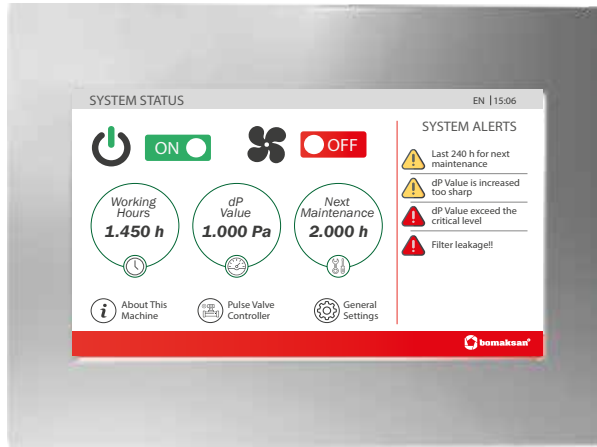 SYSTEM STATUS
EN | 15:06
ON
OFF
Working
Hours
1.450 h
dP
Value
1.000 Pa
Next
Maintenance
2.000 h
About This
Machine
Pulse Valve
Controller
General
Settings
SYSTEM ALERTS
Last 240 h for next
maintenance
dP Value is increased
too sharp
dP Value exceed the
critical level
Filter leakage!!
bomaksan®